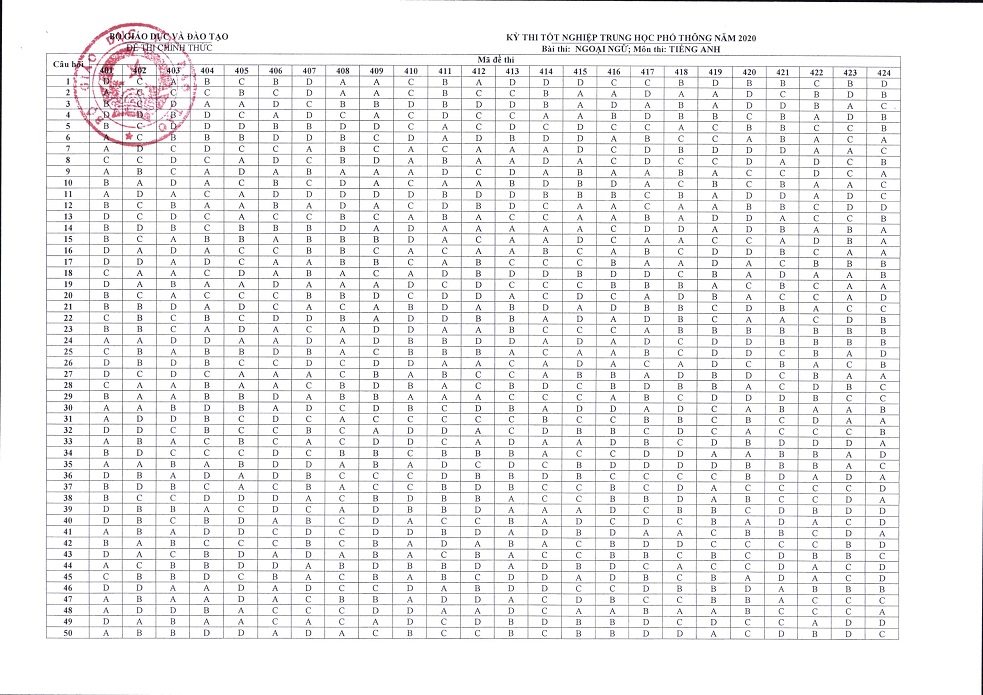 BỘ GIÁO DỤC VÀ ĐÀO TẠO
ĐỀ THI CHÍNH THỨC
KỲ THI TỐT NGHIỆP TRUNG HỌC PHỔ THÔNG NĂM 2020
Bài thi: NGOẠI NGỮ; Môn thi: TIẾNG ANH
Câu hỏi Mã đề thi
401 402 403 404 405 406 407 408 409 410 411 412 413 414 415 416 417 418 419 420 421 422 423 424
1 D C A B C B D A A C B A D D D C C B D B B C B D
2 A C C C B C D A A C B C C B A A D A A D C B D B
3 B C D A A D C B B D B D D B A D A B A D D B A C
4 D D B D C A D C A C D C C A A B D B B C B A D B
5 B C D D D B B D D C A C D C D C C A C B B C C B
6 A C B B B D D B C D A D B D D A B C C A B A C A
7 A D C D C C A B C A C A A A D C D B D D D A A C
8 C C D C A D C B D A B A A D A C D C C D A D C B
9 A B C A D A B A A A D C D A B A A B A C C D C A
10 B A D A C B C D A C A A B D B D A C B C B A A C
11 A D A C A D D D D D B D D B B B C B A D D A D C
12 B C B A A B A D A C D B D C A C A C A B B C D D
13 D C D C A C C B C A B A C C A A B A D D A C C B
14 B D B C B B B D A D A A A A A C D D A D B A B A
15 B C A B B A B B B D A C A A D C A A C C A D B A
16 D A D A C C B B C A C A A B C A B C D D B C A A
17 D D A D C A A B B C A B C C C B A A D A C B B B
18 C A A C D A B A C A D B D D B D D C B A D A A B
19 D A B A A D A A A D C D C C C B B B A C B C A A
20 B C A C C C B B D C D D A C D C A D B A C C A D
21 B B D A D C A C A B D A B D A D B B C D B A C C
22 C B C B C D D B A D D B B A D A D B C A A C D B
23 B B C A D A C A D D A A B C C C A B B B B B B B
24 A A D D A A D A D B B D D A D A D C D D D B B B
25 C B A B B D B A C B B B A C A A B C D D C B A D
26 D B D B C C D C D D A A C A D A C A D C B A C B
27 D C D C A A A C B A B C C A B B A D B D C B A A
28 C A A B A A C B D B A C B D C B D B B A C D B C
29 B A A B B D A B B A A A C C C A B C D D D B C C
30 A A B D B A D C D B C D B A D D A D C A B A A B
31 A D D B C D C A C C C C C B C C B B C B C D A A
32 D D C B C C B C A D D A C D B B C D C A C C C B
33 A B A C B C A C D D C A D A A D B C D B D D D A
34 B D C C C D C B B C B B B A C C D D A A B B A D
35 A A B A B D D A B A D C D C B D D D D B B B A C
36 D B A D A D B C C C D B B D B C C C C B D A D A
37 B D B C A C B A C C B D B C C B C D A C C C C D
38 B C C D D D A C B D B B A C C B B D A B C C D A
39 D B B A C D C A D B B D A A A D C B B C D B D D
40 D B C B D A B C D A C C B A D C D C B A D A C D
41 A B A D D C D C D D B D A D B D A A C B B C D A
42 B A B C C C B C B A D A B A C B D D C C C C B D
43 D A C B D A D A B A C B A C C B B C B C D B B C
44 A C B B D D A B D B B D A D B D C A C C D A C D
45 C B B D C B A C B A B C D D A D B C B A D A C D
46 D D A A D A D C C D A B D D C C D B B D A B B B
47 A B A A D A C B B A D D A C D B C C B B A C C C
48 A D D B A C C C D D A A D C A A B A A B C C C A
49 D A B A A C A C A D C D B D B B D C D C C A D D
50 A B B D D A D A C B C C B C B B D D A C D B D C